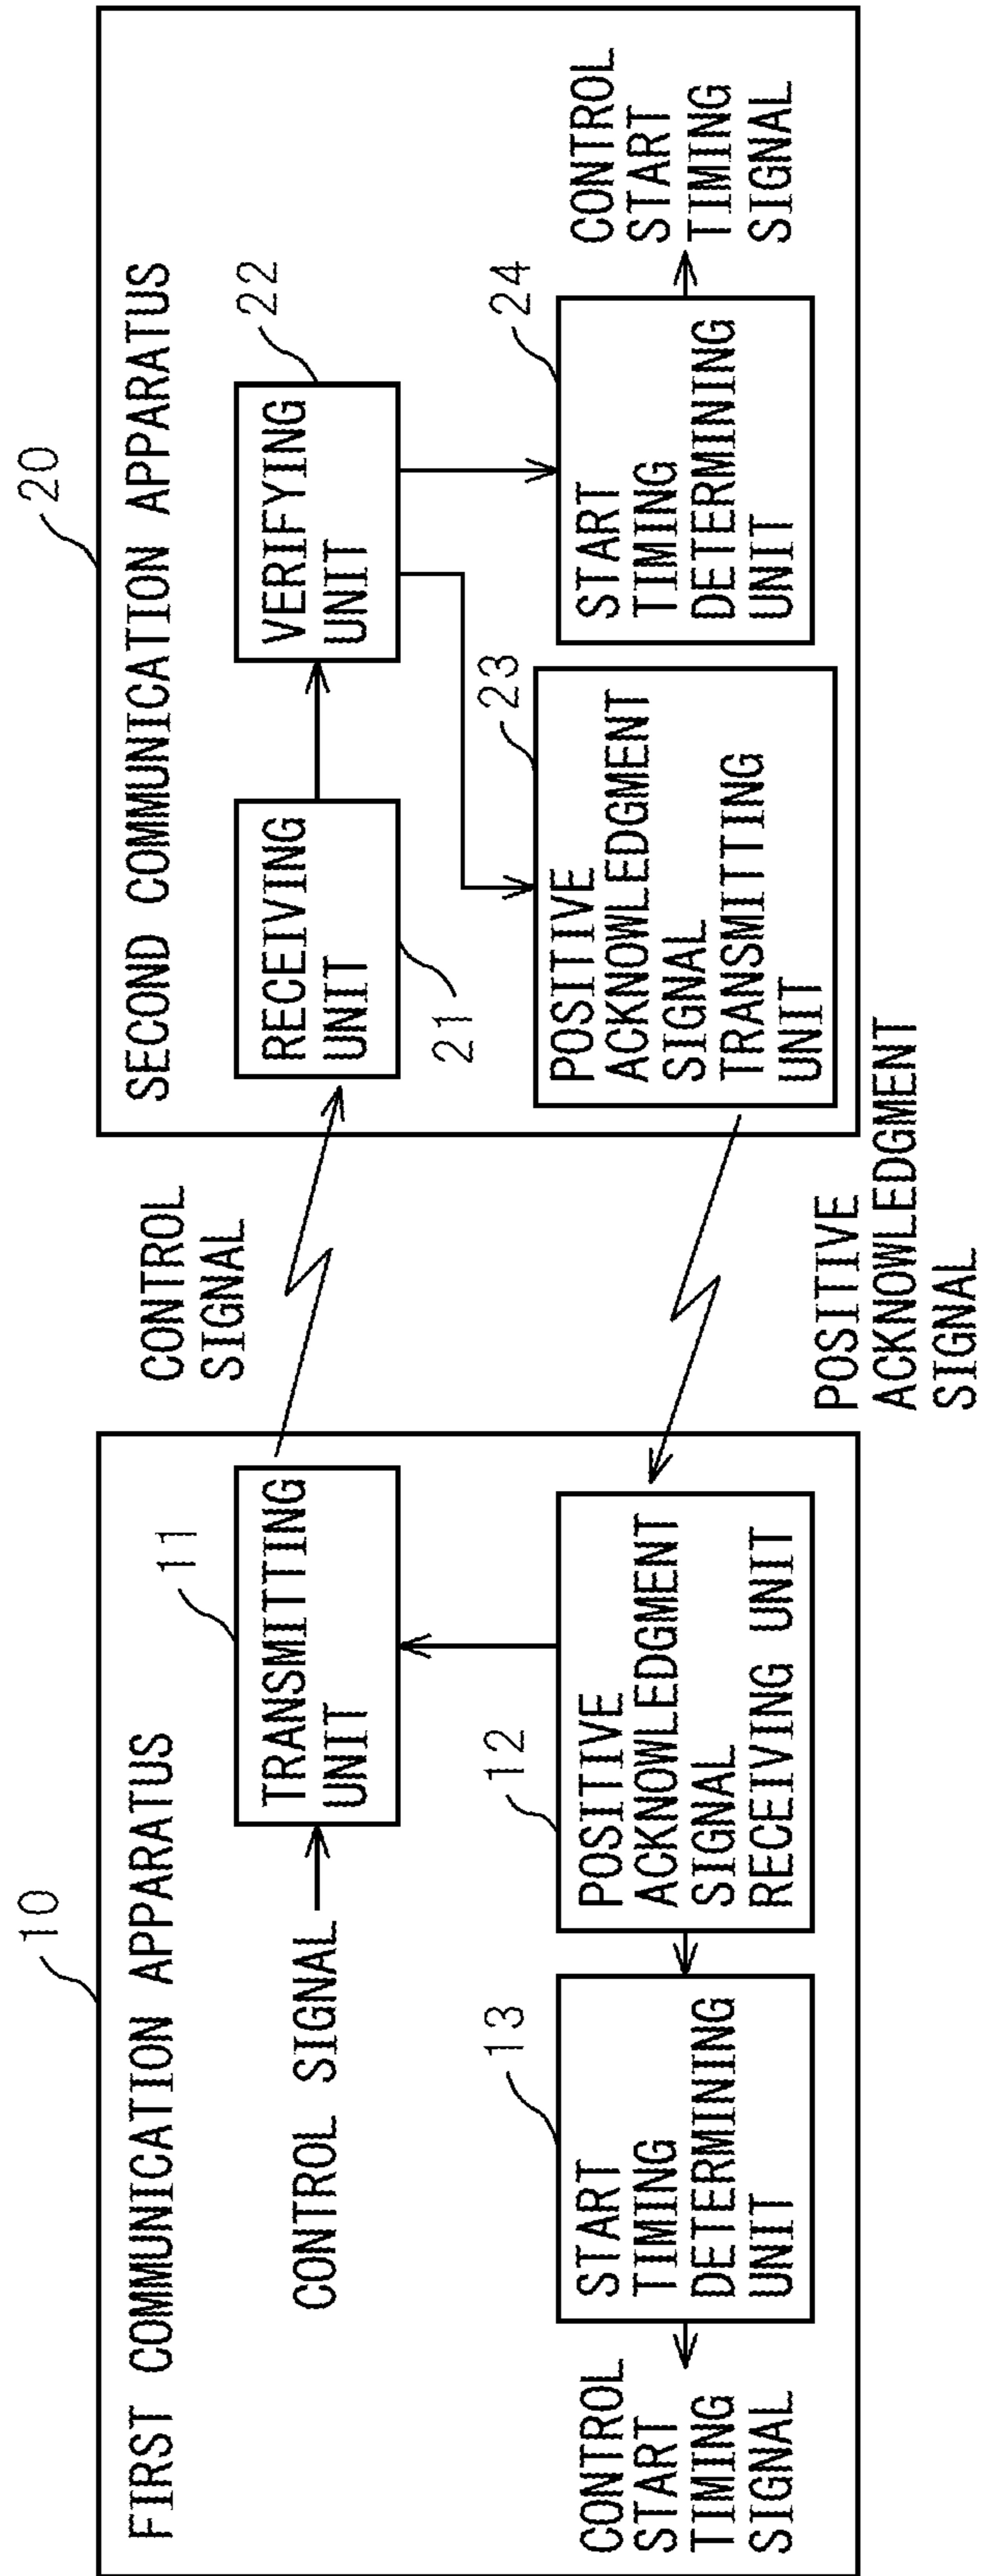 10
FIRST COMMUNICATION APPARATUS
11
CONTROL SIGNAL
TRANSMITTING
UNIT
13
12
CONTROL
START
TIMING
SIGNAL
START
TIMING
DETERMINING
UNIT
POSITIVE
ACKNOWLEDGMENT
SIGNAL
RECEIVING UNIT
CONTROL
SIGNAL
POSITIVE
ACKNOWLEDGMENT
SIGNAL
20
SECOND COMMUNICATION APPARATUS
22
RECEIVING
UNIT
VERIFYING
UNIT
21
23
24
POSITIVE
ACKNOWLEDGMENT
SIGNAL
TRANSMITTING
UNIT
START
TIMING
DETERMINING
UNIT
CONTROL
START
TIMING
SIGNAL